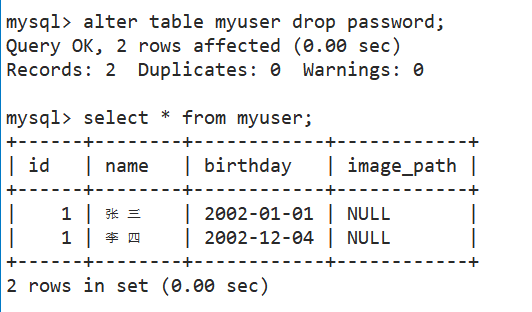 mysql> alter table myuser drop password;
Query OK, 2 rows affected (0.00 sec)
Records: 2  Duplicates: 0  Warnings: 0
mysql> select * from myuser;
+------+--------+------------+------------+
| id   | name   | birthday   | image_path |
+------+--------+------------+------------+
|    1 | 张三   | 2002-01-01 | NULL       |
|    1 | 李四   | 2002-12-04 | NULL       |
+------+--------+------------+------------+
2 rows in set (0.00 sec)